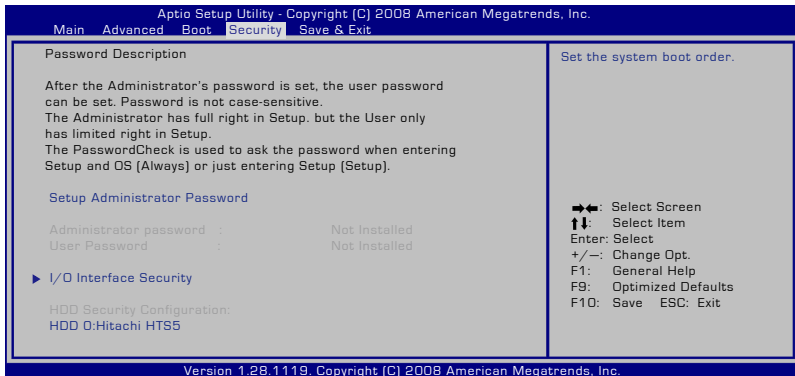 Aptio Setup Utility - Copyright (C) 2008 American Megatrends, Inc.
Main Advanced Boot Security Save & Exit
Password Description
After the Administrator's password is set, the user password
can be set. Password is not case-sensitive.
The Administrator has full right in Setup. but the User only
has limited right in Setup.
The PasswordCheck is used to ask the password when entering
Setup and OS (Always) or just entering Setup (Setup).
Setup Administrator Password
Administrator password : Not Installed
User Password : Not Installed
I/O Interface Security
HDD Security Configuration:
HDD 0:Hitachi HTS5
Set the system boot order.
→←: Select Screen
↑↓: Select Item
Enter: Select
+/—: Change Opt.
F1: General Help
F9: Optimized Defaults
F10: Save ESC: Exit
Version 1.28.1119. Copyright (C) 2008 American Megatrends, Inc.